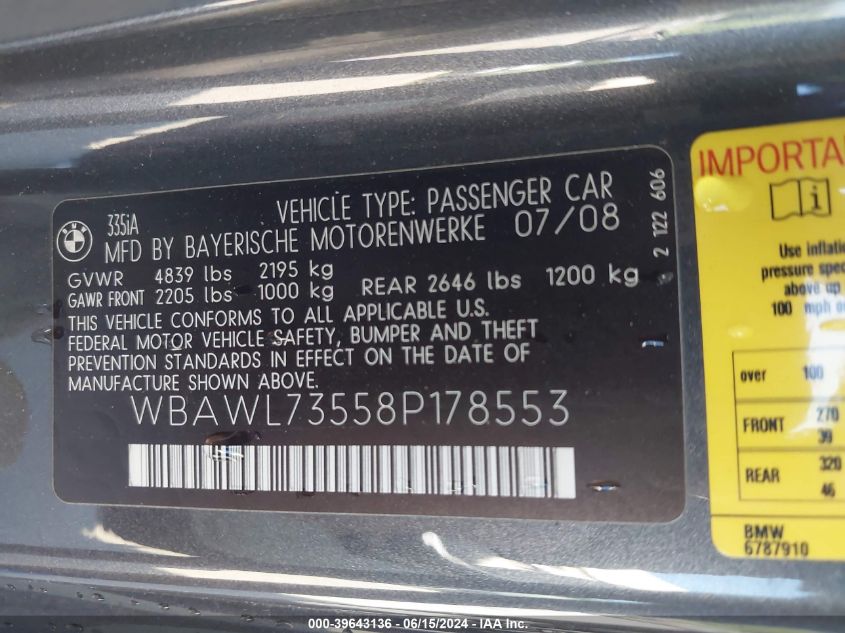 BMW
335iA
VEHICLE TYPE: PASSENGER CAR
MFD BY BAYERISCHE MOTORENWERKE 07/08
GVWR 4839 lbs 2195 kg
GAWR FRONT 2205 lbs 1000 kg REAR 2646 lbs 1200 kg
THIS VEHICLE CONFORMS TO ALL APPLICABLE U.S.
FEDERAL MOTOR VEHICLE SAFETY, BUMPER AND THEFT
PREVENTION STANDARDS IN EFFECT ON THE DATE OF
MANUFACTURE SHOWN ABOVE.
WBAWL73558P178553
2 122 606
IMPORTA
i
Use inflat
pressure spec
above up
100 mph o
over 100
FRONT 270
39
REAR 320
46
BMW
6787910
000-39643136 - 06/15/2024 - IAA Inc.